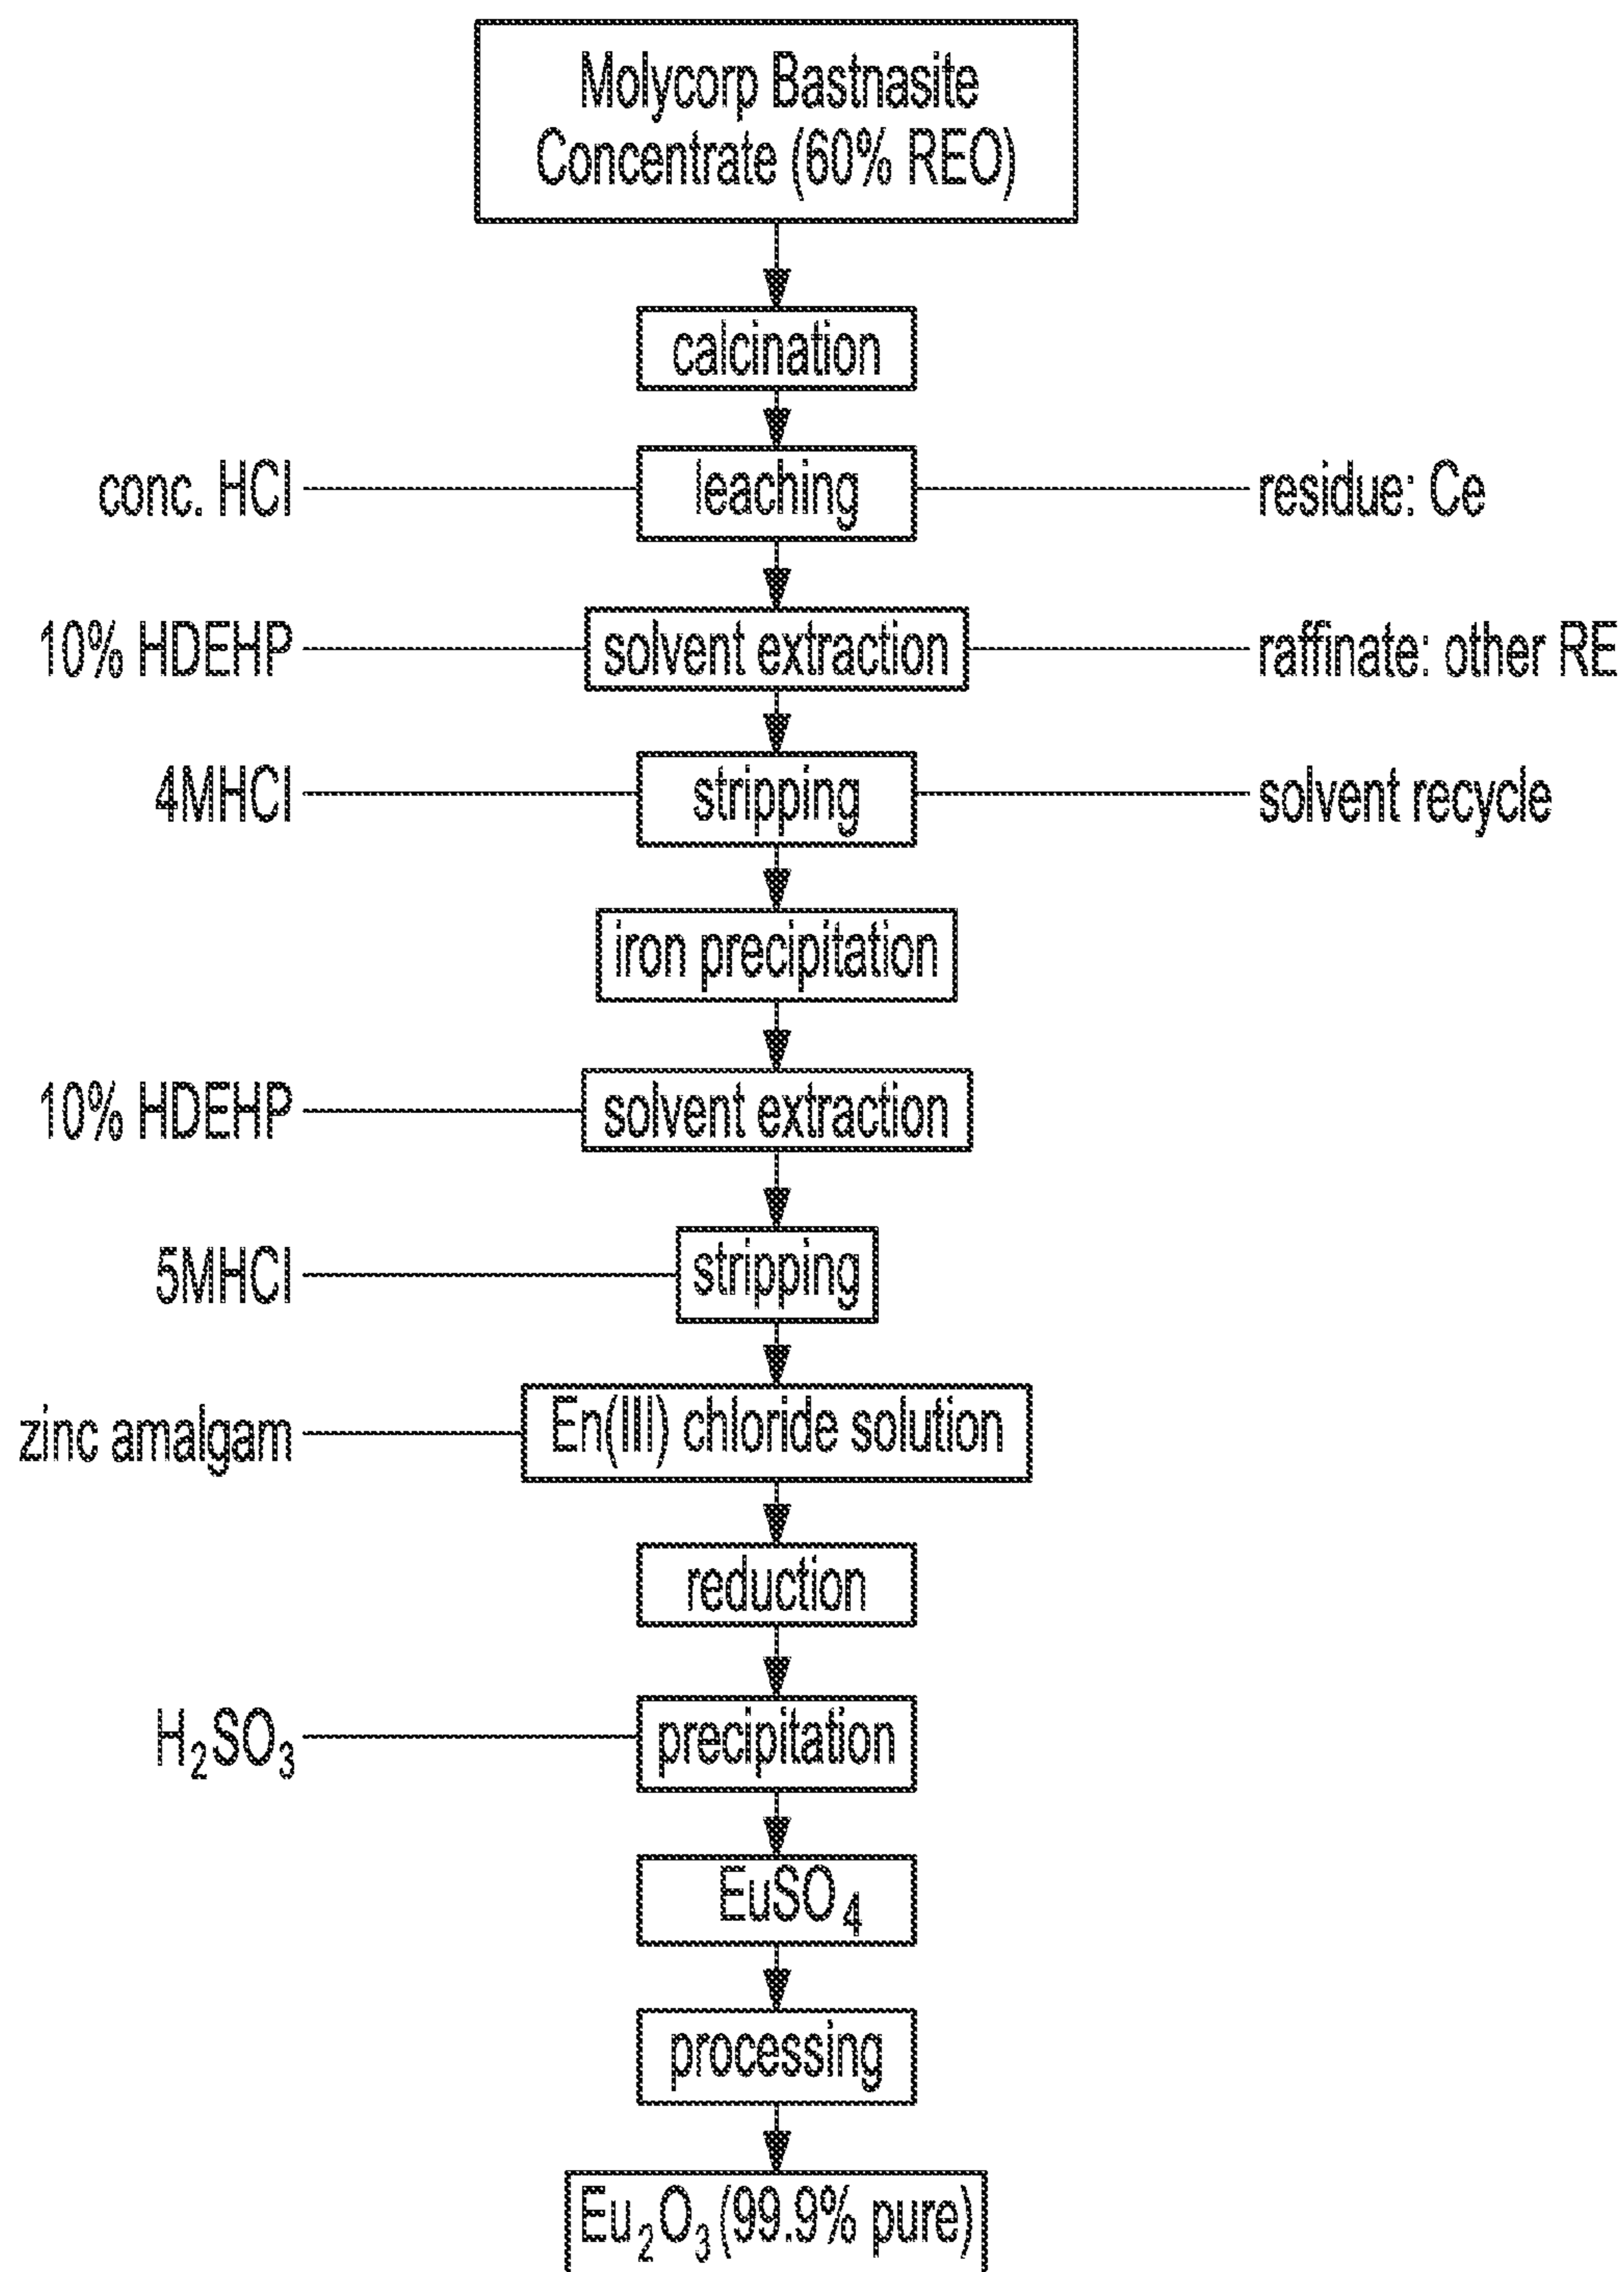 Molycorp Bastnasite
Concentrate (60% REO)
calcination
conc. HCl
leaching
residue: Ce
10% HDEHP
solvent extraction
raffinate: other RE
4MHCl
stripping
solvent recycle
iron precipitation
10% HDEHP
solvent extraction
5MHCl
stripping
zinc amalgam
En(III) chloride solution
reduction
H₂SO₃
precipitation
EuSO₄
processing
Eu₂O₃(99.9% pure)